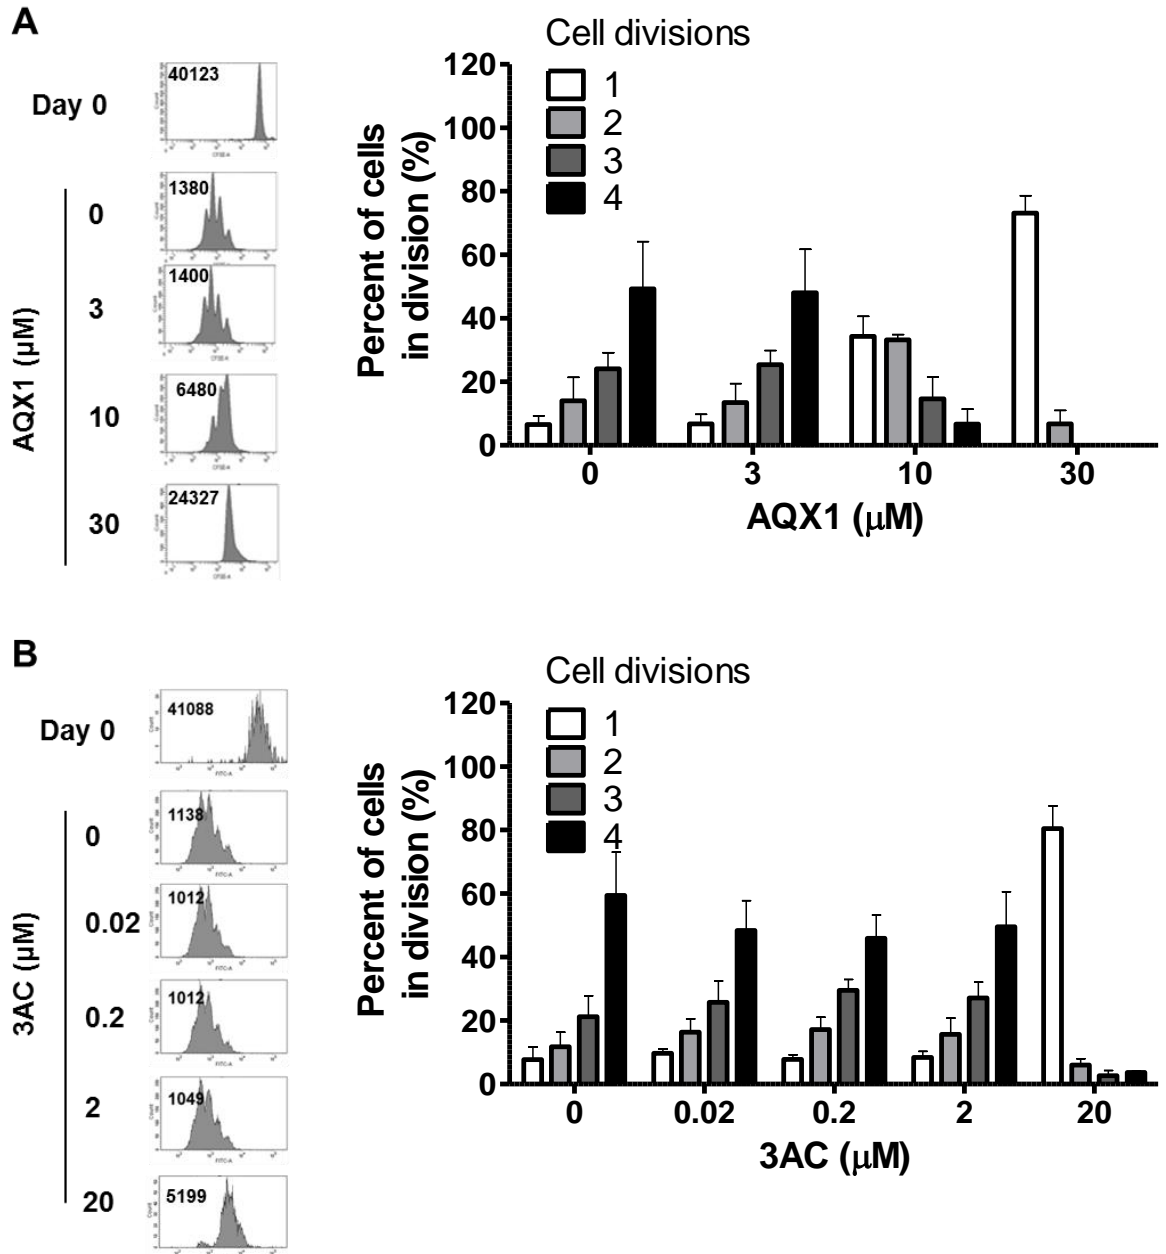 A
Day 0
40123
AQX1 (μM)
0
1380
3
1400
10
6480
30
24327
Count
CFSE-A
Cell divisions
1
2
3
4
Percent of cells
in division (%)
120
100
80
60
40
20
0
0 3 10 30
AQX1 (μM)
B
Day 0
41088
3AC (μM)
0
1138
0.02
1012
0.2
1012
2
1049
20
5199
Count
FITC-A
Cell divisions
1
2
3
4
Percent of cells
in division (%)
120
100
80
60
40
20
0
0 0.02 0.2 2 20
3AC (μM)